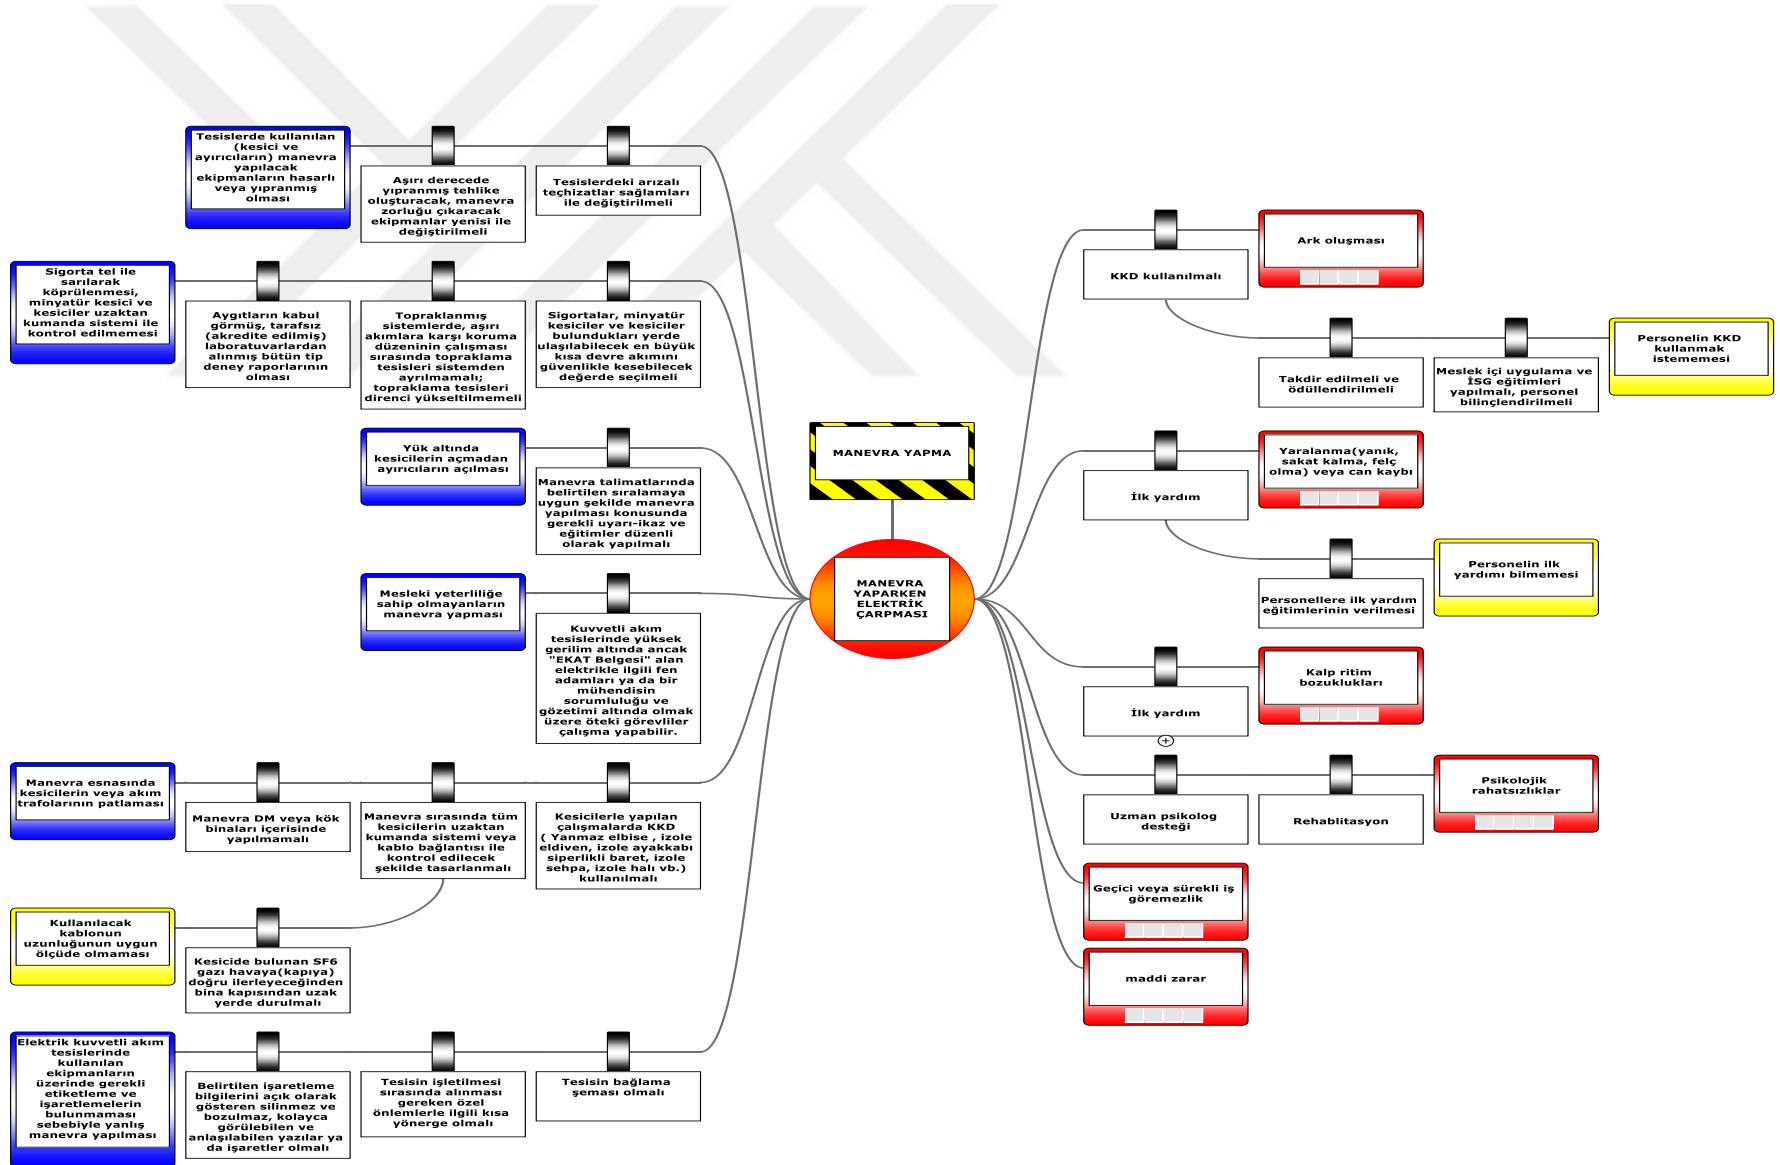 Tesislerde kullanılan
(kesici ve
ayırıcıların) manevra
yapılacak
ekipmanların hasarlı
veya yıpranmış
olması
Aşırı derecede
yıpranmış tehlike
oluşturacak, manevra
zorluğu çıkaracak
ekipmanlar yenisi ile
değiştirilmeli
Tesislerdeki arızalı
teçhizatlar sağlamları
ile değiştirilmeli
Sigorta tel ile
sarılarak
köprülenmesi,
minyatür kesici ve
kesiciler uzaktan
kumanda sistemi ile
kontrol edilmemesi
Aygıtların kabul
görmüş, tarafsız
(akredite edilmiş)
laboratuvarlardan
alınmış bütün tip
deney raporlarının
olması
Topraklanmış
sistemlerde, aşırı
akımlara karşı koruma
düzeninin çalışması
sırasında topraklama
tesisleri sistemden
ayrılmamalı;
topraklama tesisleri
direnci yükseltilmemeli
Sigortalar, minyatür
kesiciler ve kesiciler
bulundukları yerde
ulaşılabilecek en büyük
kısa devre akımını
güvenlikle kesebilecek
değerde seçilmeli
Yük altında
kesicilerin açmadan
ayırıcıların açılması
Manevra talimatlarında
belirtilen sıralamaya
uygun şekilde manevra
yapılması konusunda
gerekli uyarı-ikaz ve
eğitimler düzenli
olarak yapılmalı
Mesleki yeterliliğe
sahip olmayanların
manevra yapması
Kuvvetli akım
tesislerinde yüksek
gerilim altında ancak
"EKAT Belgesi" alan
elektrikle ilgili fen
adamları ya da bir
mühendisin
sorumluluğu ve
gözetimi altında olmak
üzere öteki görevliler
çalışma yapabilir.
Manevra esnasında
kesicilerin veya akım
trafolarının patlaması
Manevra DM veya kök
binaları içerisinde
yapılmamalı
Manevra sırasında tüm
kesicilerin uzaktan
kumanda sistemi veya
kablo bağlantısı ile
kontrol edilecek
şekilde tasarlanmalı
Kesicilerle yapılan
çalışmalarda KKD
( Yanmaz elbise , izole
eldiven, izole ayakkabı
siperlikli baret, izole
sehpa, izole halı vb.)
kullanılmalı
Kullanılacak
kablonun
uzunluğunun uygun
ölçüde olmaması
Kesicide bulunan SF6
gazı havaya(kapıya)
doğru ilerleyeceğinden
bina kapısından uzak
yerde durulmalı
Elektrik kuvvetli akım
tesislerinde
kullanılan
ekipmanların
üzerinde gerekli
etiketleme ve
işaretlemelerin
bulunmaması
sebebiyle yanlış
manevra yapılması
Belirtilen işaretleme
bilgilerini açık olarak
gösteren silinmez ve
bozulmaz, kolayca
görülebilen ve
anlaşılabilen yazılar ya
da işaretler olmalı
Tesisin işletilmesi
sırasında alınması
gereken özel
önlemlerle ilgili kısa
yönerge olmalı
Tesisin bağlama
şeması olmalı
MANEVRA YAPMA
MANEVRA
YAPARKEN
ELEKTRİK
ÇARPMASI
KKD kullanılmalı
Ark oluşması
Takdir edilmeli ve
ödüllendirilmeli
Meslek içi uygulama ve
İSG eğitimleri
yapılmalı, personel
bilinçlendirilmeli
Personelin KKD
kullanmak
istememesi
İlk yardım
Yaralanma(yanık,
sakat kalma, felç
olma) veya can kaybı
Personellere ilk yardım
eğitimlerinin verilmesi
Personelin ilk
yardımı bilmemesi
İlk yardım
Kalp ritim
bozuklukları
Uzman psikolog
desteği
Rehablitasyon
Psikolojik
rahatsızlıklar
Geçici veya sürekli iş
göremezlik
maddi zarar